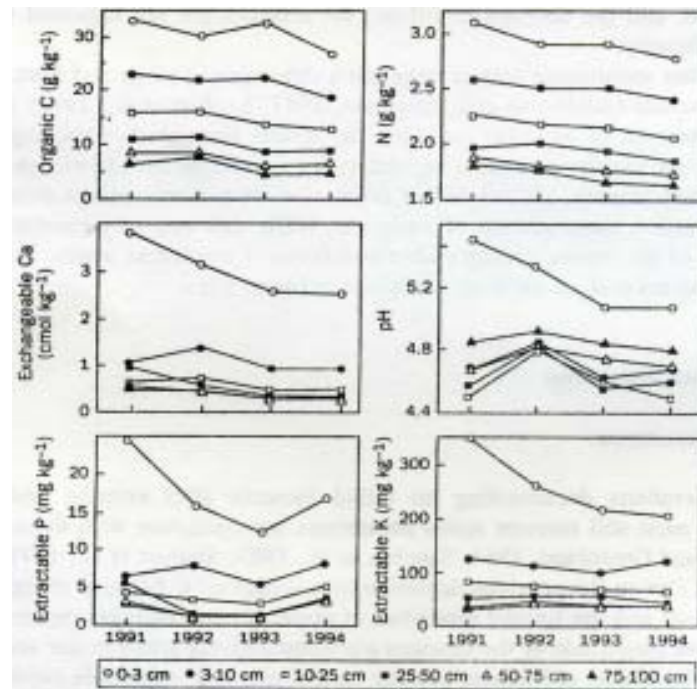 Organic C (g kg⁻¹)
30
20
10
0
N (g kg⁻¹)
3.0
2.5
2.0
1.5
Exchangeable Ca
(cmol kg⁻¹)
3
2
1
0
pH
5.2
4.8
4.4
Extractable P (mg kg⁻¹)
20
15
10
5
0
Extractable K (mg kg⁻¹)
300
200
100
0
1991 1992 1993 1994
1991 1992 1993 1994
0-3 cm 3-10 cm 10-25 cm 25-50 cm 50-75 cm 75-100 cm